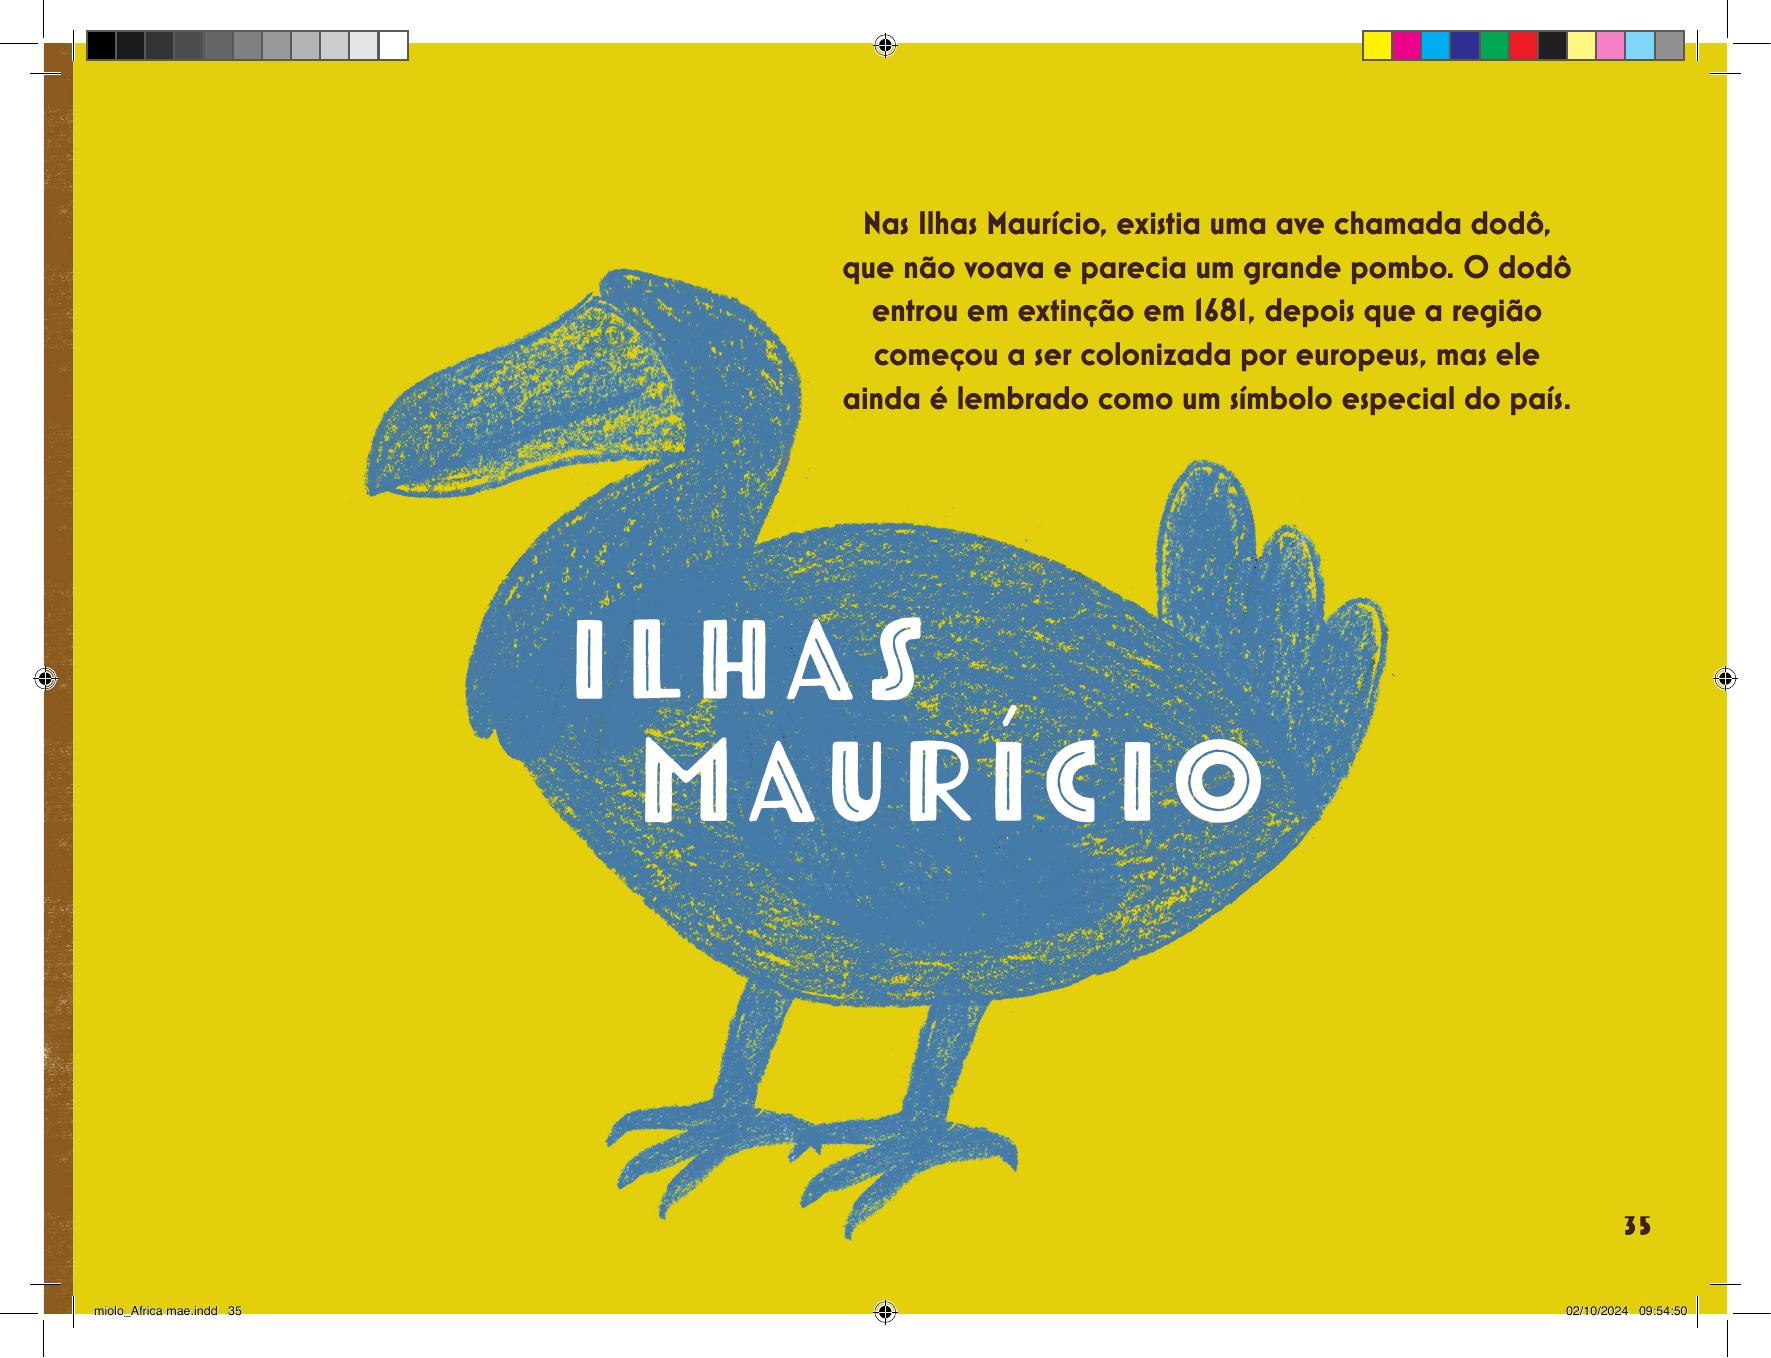 Nas Ilhas Maurício, existia uma ave chamada dodô,
que não voava e parecia um grande pombo. O dodô
entrou em extinção em 1681, depois que a região
começou a ser colonizada por europeus, mas ele
ainda é lembrado como um símbolo especial do país.
ILHAS
MAURÍCIO
35
miolo_Africa mae.indd 35
02/10/2024 09:54:50